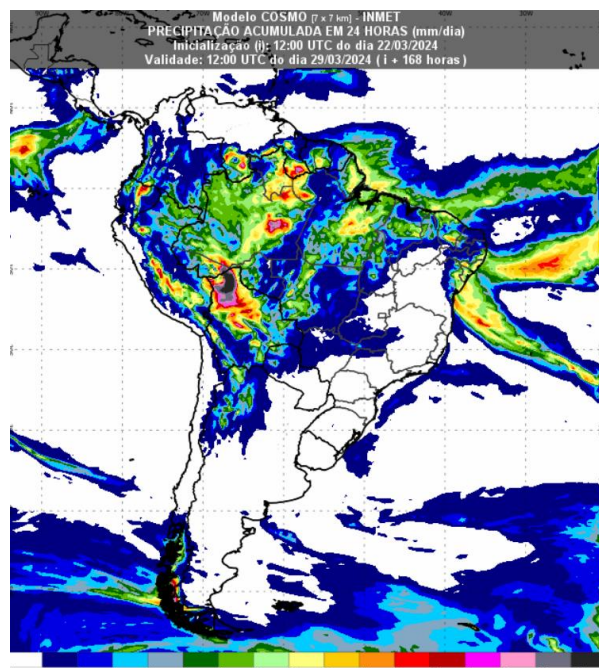 Modelo COSMO [7 x 7 km] - INMET
PRECIPITAÇÃO ACUMULADA EM 24 HORAS (mm/dia)
Inicialização (i): 12:00 UTC do dia 22/03/2024
Validade: 12:00 UTC do dia 29/03/2024 ( i + 168 horas )